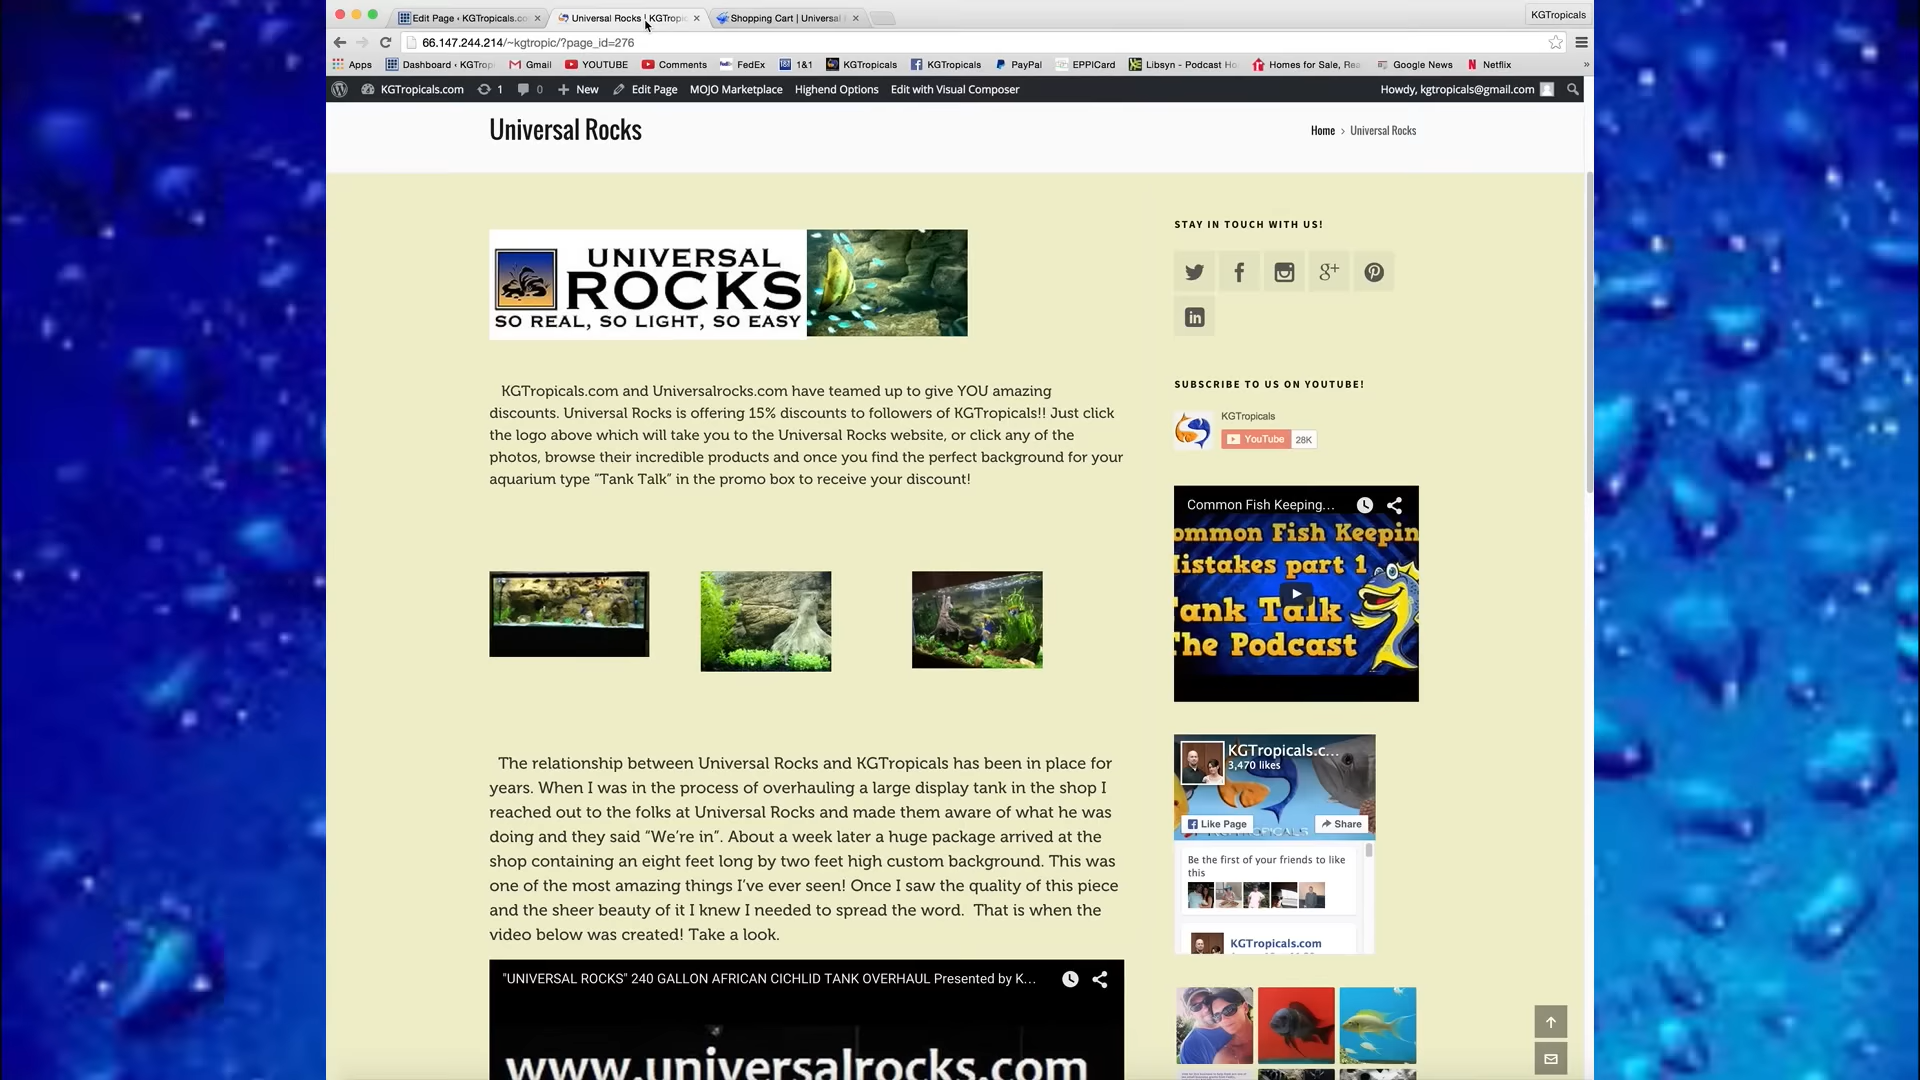 Edit Page ‹ KGTropicals.co
Universal Rocks | KGTropic
Shopping Cart | Universal
KGTropicals
66.147.244.214/~kgtropic/?page_id=276
Apps
Dashboard ‹ KGTrop
Gmail
YOUTUBE
Comments
FedEx
1&1
KGTropicals
KGTropicals
PayPal
EPPICard
Libsyn - Podcast Ho
Homes for Sale, Rea
Google News
Netflix
»
KGTropicals.com
1
0
New
Edit Page
MOJO Marketplace
Highend Options
Edit with Visual Composer
Howdy, kgtropicals@gmail.com
Universal Rocks
Home › Universal Rocks
UNIVERSAL
ROCKS
SO REAL, SO LIGHT, SO EASY
KGTropicals.com and Universalrocks.com have teamed up to give YOU amazing
discounts. Universal Rocks is offering 15% discounts to followers of KGTropicals!! Just click
the logo above which will take you to the Universal Rocks website, or click any of the
photos, browse their incredible products and once you find the perfect background for your
aquarium type “Tank Talk” in the promo box to receive your discount!
The relationship between Universal Rocks and KGTropicals has been in place for
years. When I was in the process of overhauling a large display tank in the shop I
reached out to the folks at Universal Rocks and made them aware of what he was
doing and they said “We’re in”. About a week later a huge package arrived at the
shop containing an eight feet long by two feet high custom background. This was
one of the most amazing things I’ve ever seen! Once I saw the quality of this piece
and the sheer beauty of it I knew I needed to spread the word.  That is when the
video below was created! Take a look.
"UNIVERSAL ROCKS" 240 GALLON AFRICAN CICHLID TANK OVERHAUL Presented by K...
www.universalrocks.com
STAY IN TOUCH WITH US!
SUBSCRIBE TO US ON YOUTUBE!
KGTropicals
YouTube 28K
Common Fish Keeping...
ommon Fish Keepin
istakes part 1
Tank Talk
The Podcast
KGTropicals.c...
3,470 likes
Like Page
Share
Be the first of your friends to like
this
KGTropicals.com